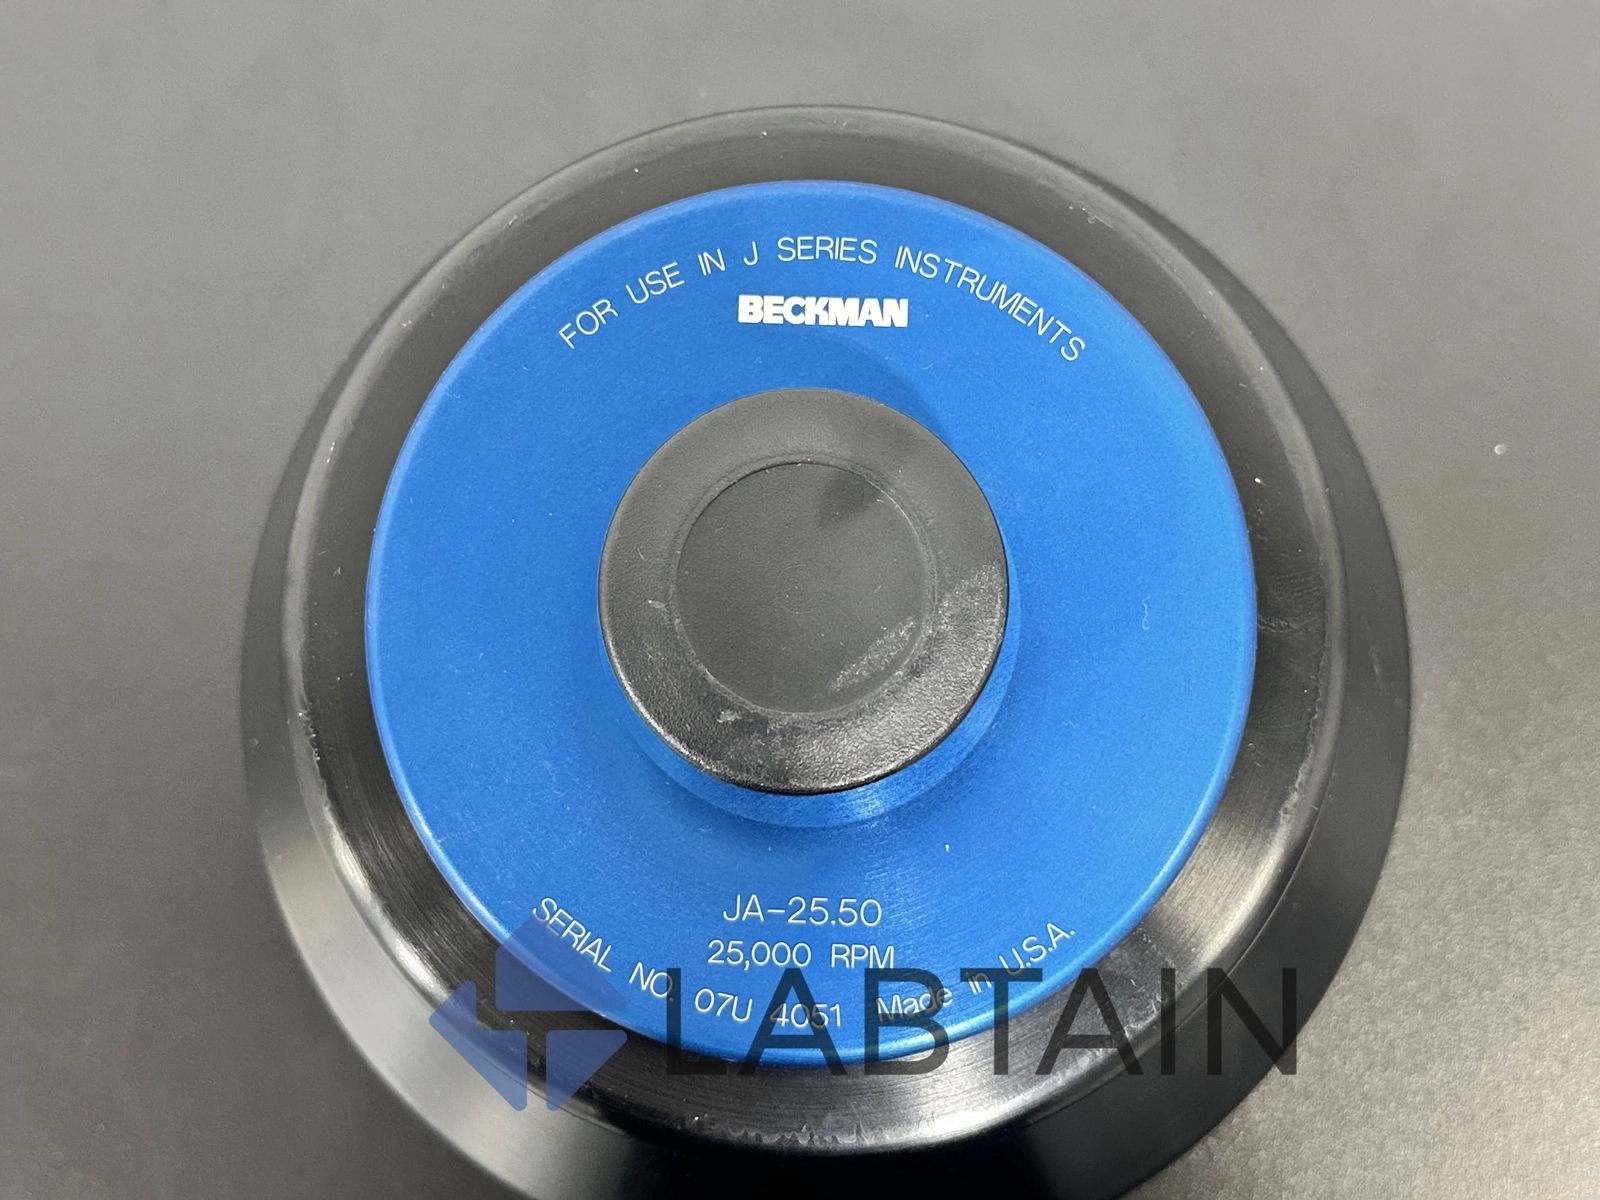 FOR USE IN J SERIES INSTRUMENTS
BECKMAN
JA-25.50
25,000 RPM
SERIAL NO. 07U 4051 Made in U.S.A.
LABTAIN